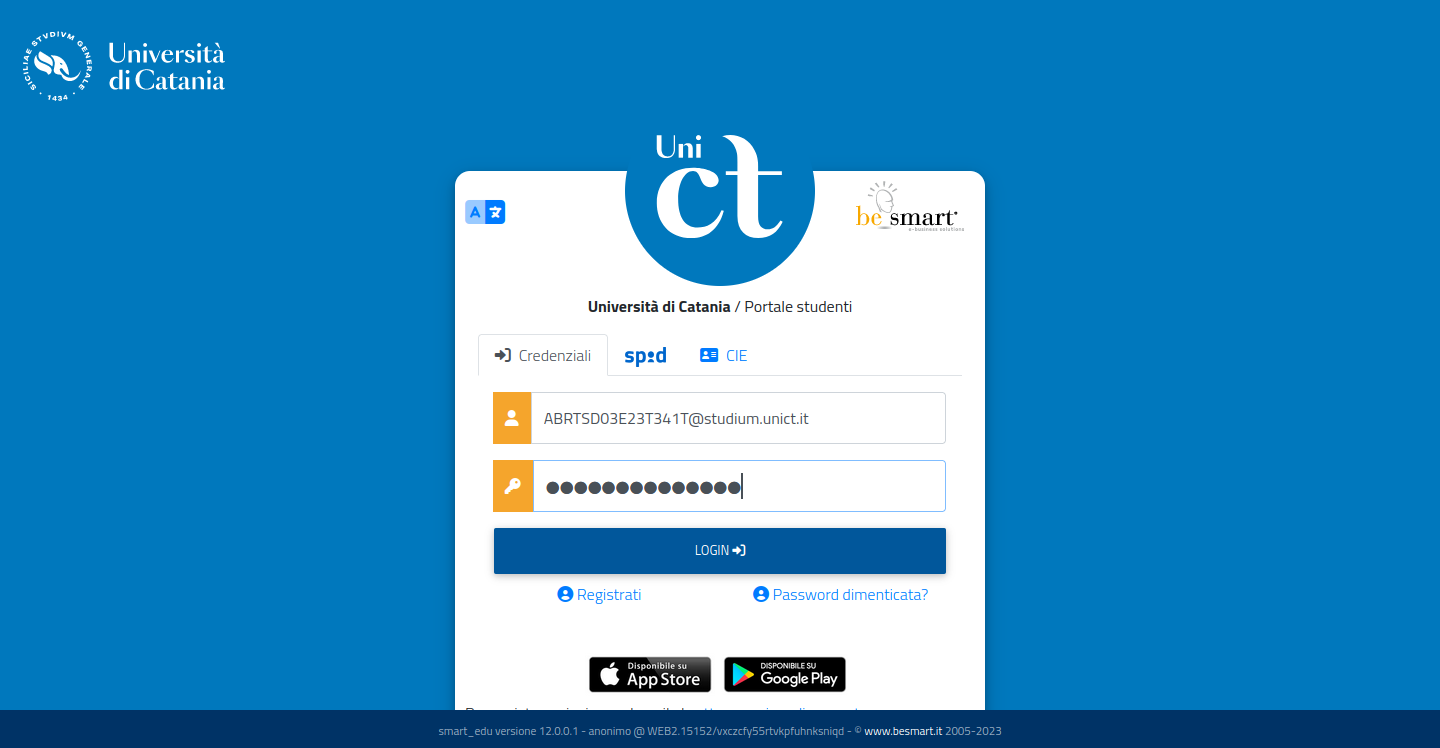 SICILIAE STVDIVM GENERALE · 1434 ·
Università
di Catania
Uni
ct
be smart
e-business solutions
Università di Catania / Portale studenti
Credenziali
spid
CIE
ABRTSD03E23T341T@studium.unict.it
LOGIN
Registrati
Password dimenticata?
Disponibile su
App Store
DISPONIBILE SU
Google Play
smart_edu versione 12.0.0.1 - anonimo @ WEB2.15152/vxczcfy55rtvkpfuhnksniqd - © www.besmart.it 2005-2023